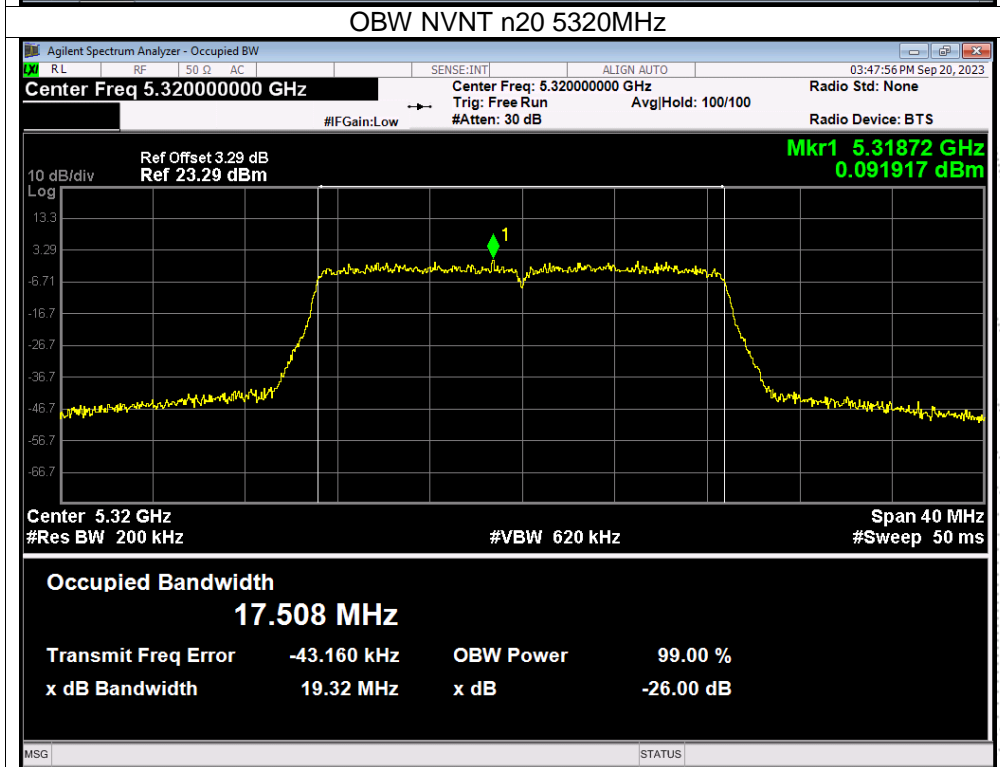 OBW NVNT n20 5320MHz
Agilent Spectrum Analyzer - Occupied BW
LXI RL RF 50 Ω AC SENSE:INT ALIGN AUTO 03:47:56 PM Sep 20, 2023
Center Freq 5.320000000 GHz
Center Freq: 5.320000000 GHz
Radio Std: None
Trig: Free Run Avg|Hold: 100/100
#IFGain:Low #Atten: 30 dB Radio Device: BTS
Mkr1 5.31872 GHz
0.091917 dBm
Ref Offset 3.29 dB
10 dB/div Ref 23.29 dBm
Log
13.3
1
3.29
-6.71
-16.7
-26.7
-36.7
-46.7
-56.7
-66.7
Center 5.32 GHz Span 40 MHz
#Res BW 200 kHz #VBW 620 kHz #Sweep 50 ms
Occupied Bandwidth
17.508 MHz
Transmit Freq Error -43.160 kHz OBW Power 99.00 %
x dB Bandwidth 19.32 MHz x dB -26.00 dB
MSG STATUS